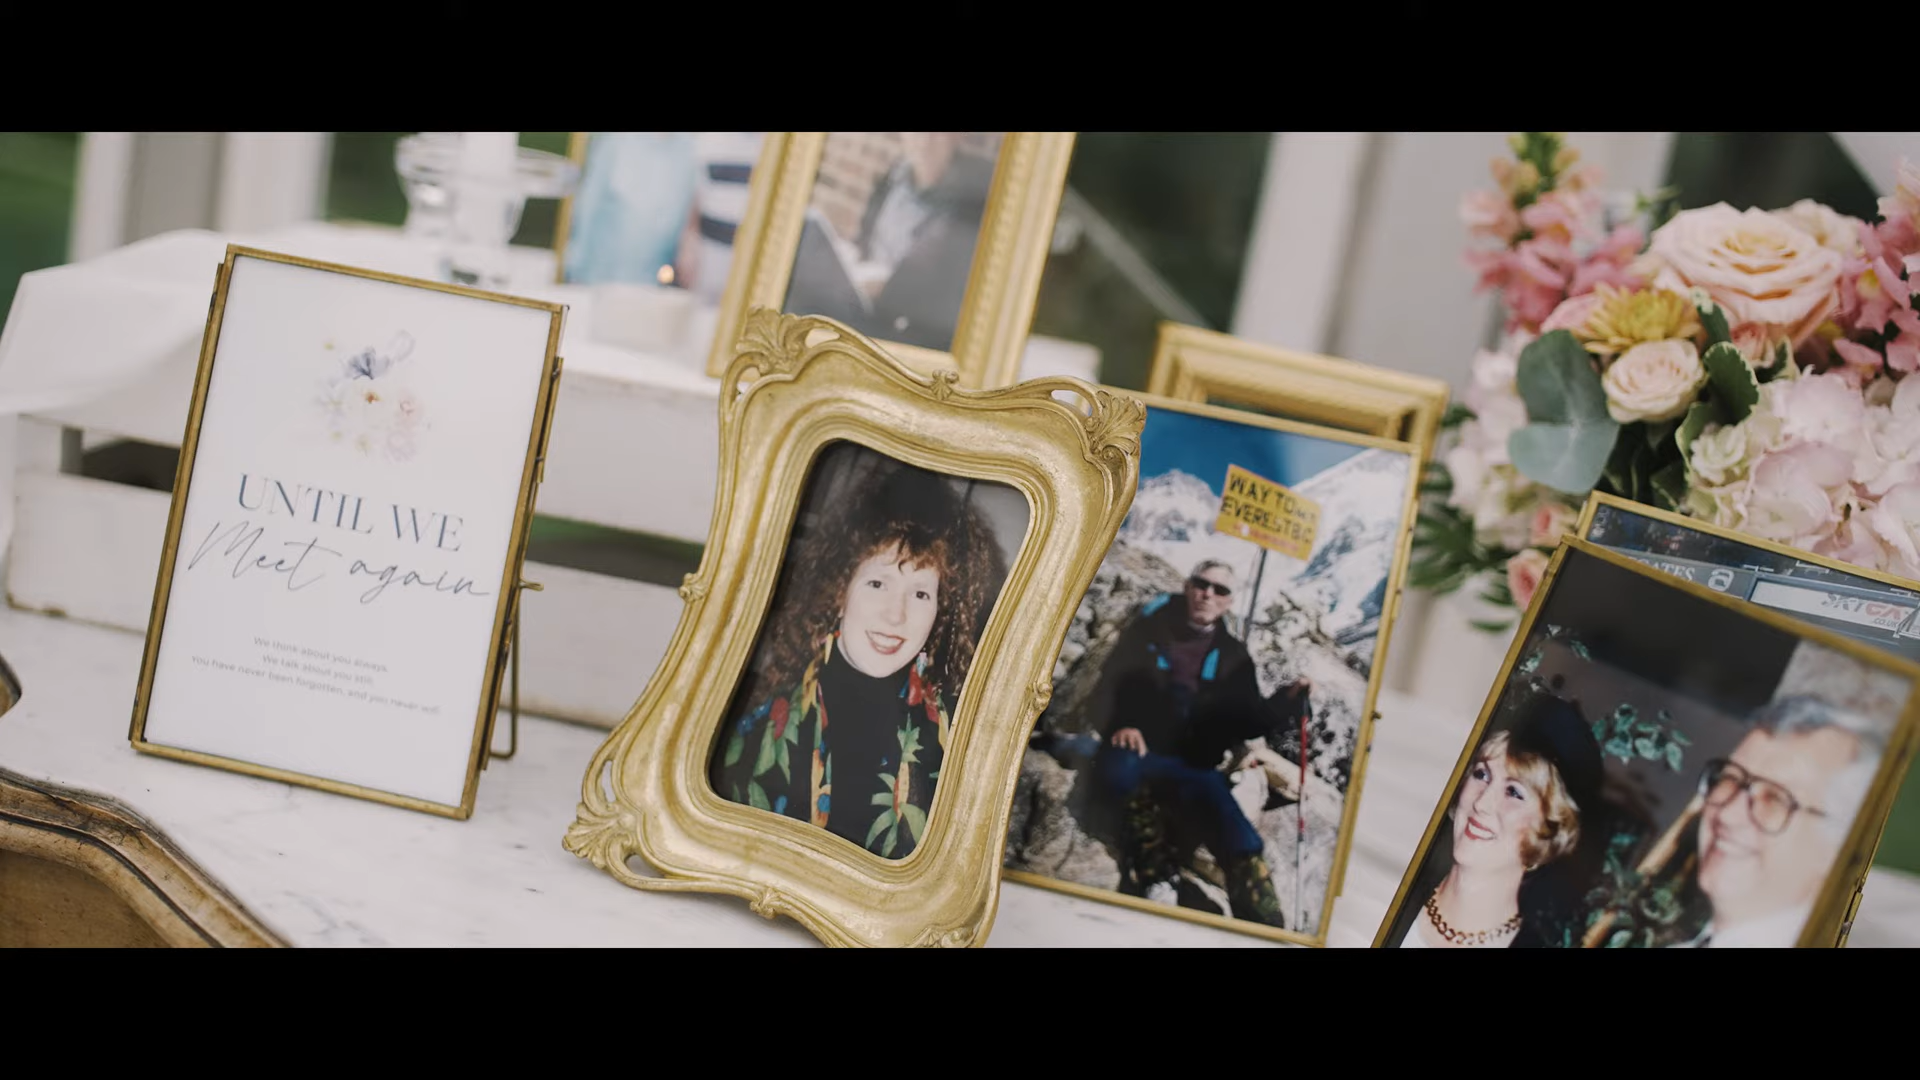 UNTIL WE
Meet again
We think about you always,
We talk about you still,
You have never been forgotten, and you never will.
WAY TO MT
EVEREST B.C